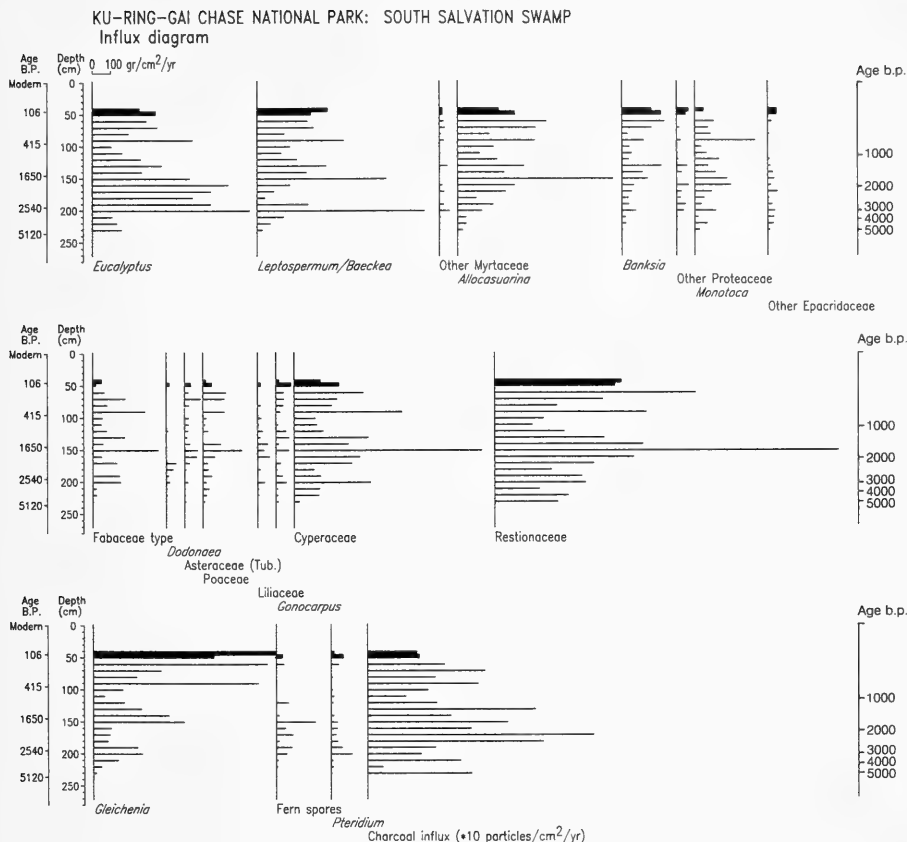 KU-RING-GAI CHASE NATIONAL PARK: SOUTH SALVATION SWAMP
Influx diagram
Age B.P.
Depth (cm)
0 100 gr/cm²/yr
Age b.p.
Modern
106
415
1650
2540
5120
0
50
100
150
200
250
1000
2000
3000
4000
5000
Eucalyptus
Leptospermum/Baeckea
Other Myrtaceae
Allocasuarina
Banksia
Other Proteaceae
Monotoca
Other Epacridaceae
Age B.P.
Depth (cm)
Age b.p.
Modern
106
415
1650
2540
5120
0
50
100
150
200
250
1000
2000
3000
4000
5000
Fabaceae type
Dodonaea
Asteraceae (Tub.)
Poaceae
Liliaceae
Gonocarpus
Cyperaceae
Restionaceae
Age B.P.
Depth (cm)
Age b.p.
Modern
106
415
1650
2540
5120
0
50
100
150
200
250
1000
2000
3000
4000
5000
Gleichenia
Fern spores
Pteridium
Charcoal influx (*10 particles/cm²/yr)